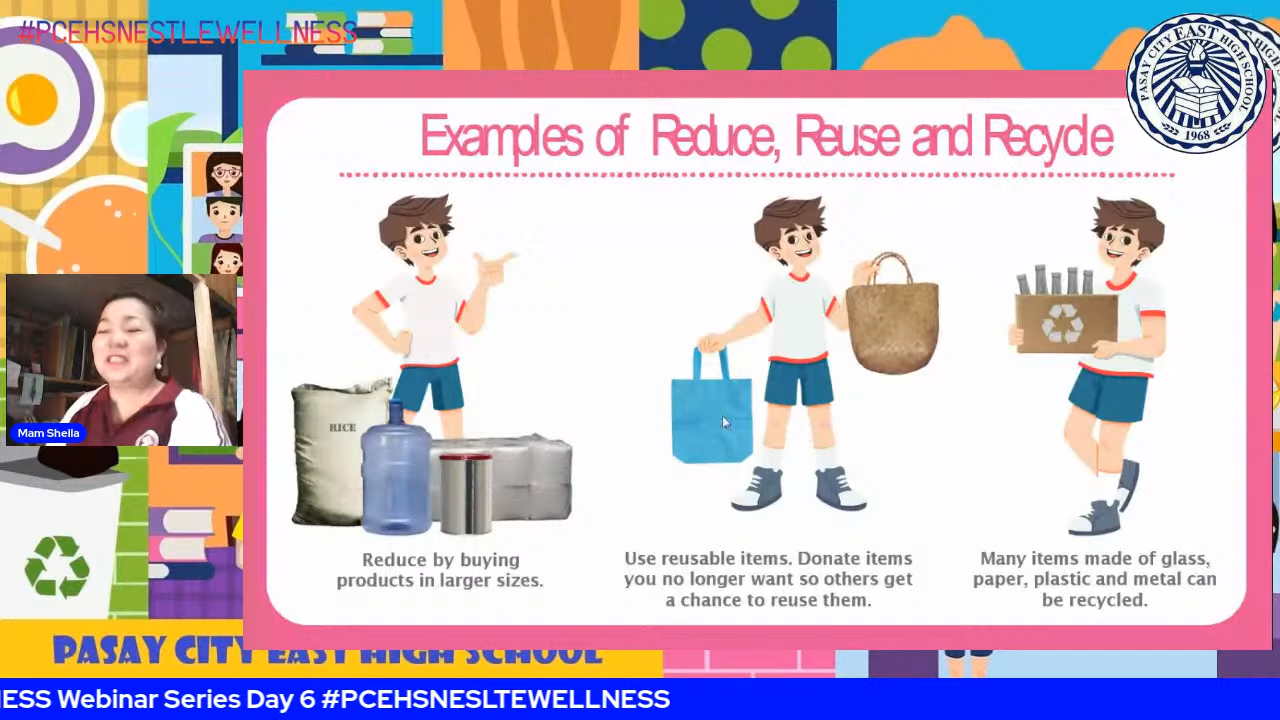 #PCEHSNESTLEWELLNESS
PASAY CITY EAST HIGH SCHOOL
1968
Examples of Reduce, Reuse and Recycle
RICE
Mam Sheila
Reduce by buying
products in larger sizes.
Use reusable items. Donate items
you no longer want so others get
a chance to reuse them.
Many items made of glass,
paper, plastic and metal can
be recycled.
PASAY CITY EAST HIGH SCHOOL
NESS Webinar Series Day 6 #PCEHSNESLTEWELLNESS